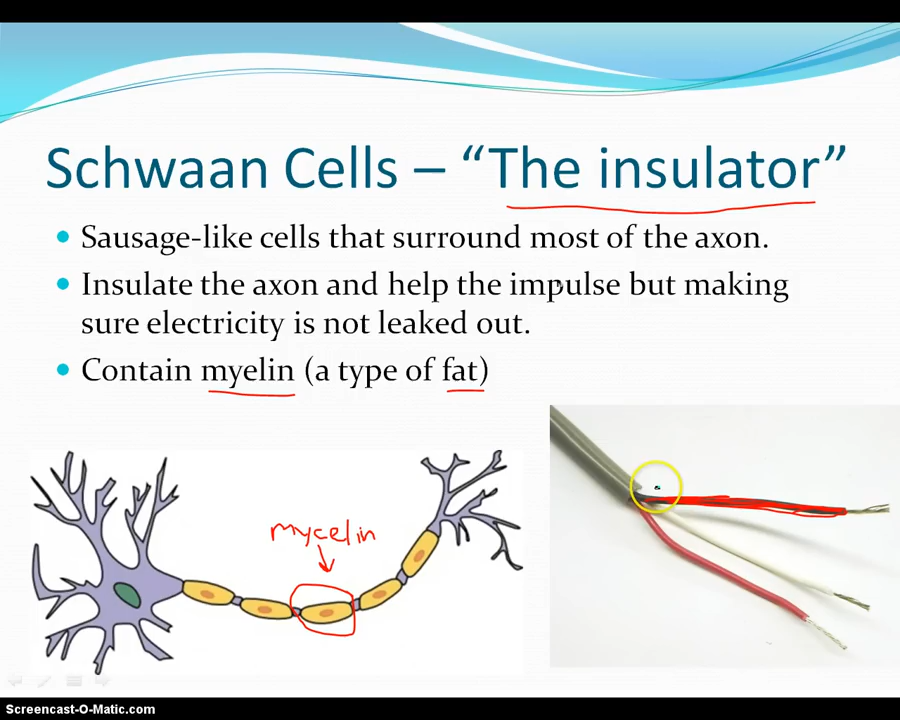 Schwaan Cells – “The insulator”
Sausage-like cells that surround most of the axon.
Insulate the axon and help the impulse but making
sure electricity is not leaked out.
Contain myelin (a type of fat)
mycelin
Screencast-O-Matic.com